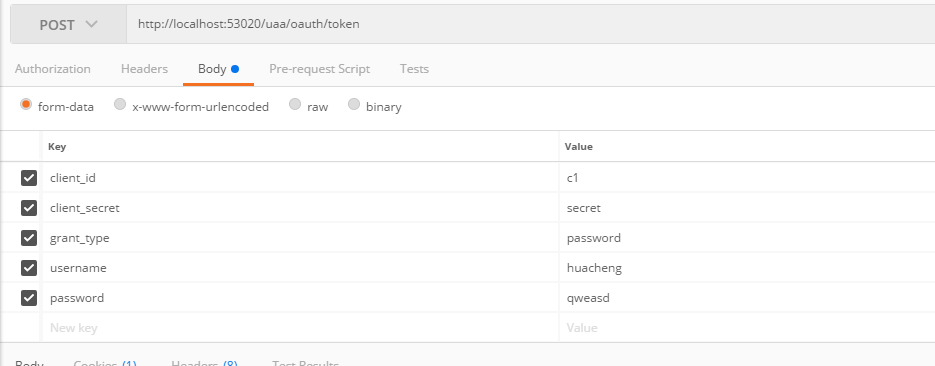 POST http://localhost:53020/uaa/oauth/token
Authorization Headers Body Pre-request Script Tests
form-data x-www-form-urlencoded raw binary
Key Value
client_id c1
client_secret secret
grant_type password
username huacheng
password qweasd
New key Value
Body Cookies (1) Headers (8) Test Results